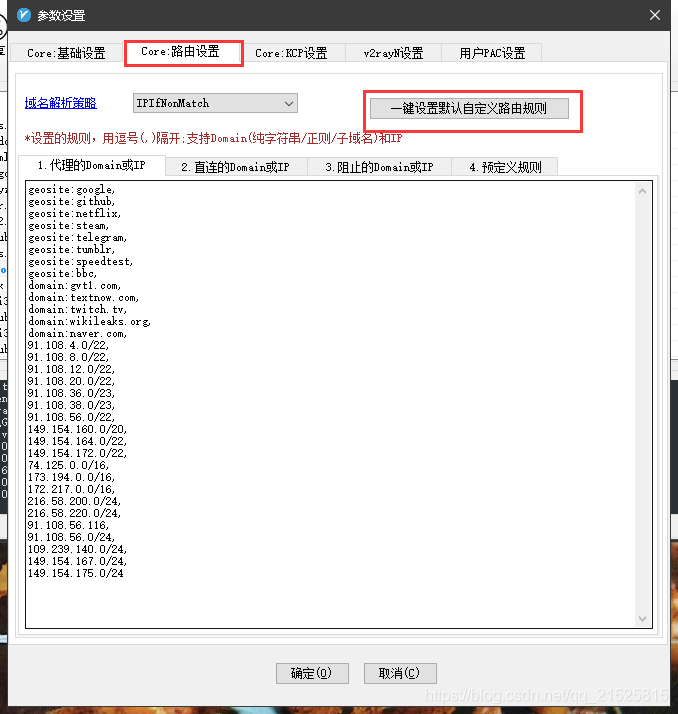 参数设置
Core:基础设置 Core:路由设置 Core:KCP设置 v2rayN设置 用户PAC设置
域名解析策略 IPIfNonMatch 一键设置默认自定义路由规则
*设置的规则，用逗号(,)隔开;支持Domain(纯字符串/正则/子域名)和IP
1.代理的Domain或IP 2.直连的Domain或IP 3.阻止的Domain或IP 4.预定义规则
geosite:google,
geosite:github,
geosite:netflix,
geosite:steam,
geosite:telegram,
geosite:tumblr,
geosite:speedtest,
geosite:bbc,
domain:gvt1.com,
domain:textnow.com,
domain:twitch.tv,
domain:wikileaks.org,
domain:naver.com,
91.108.4.0/22,
91.108.8.0/22,
91.108.12.0/22,
91.108.20.0/22,
91.108.36.0/23,
91.108.38.0/23,
91.108.56.0/22,
149.154.160.0/20,
149.154.164.0/22,
149.154.172.0/22,
74.125.0.0/16,
173.194.0.0/16,
172.217.0.0/16,
216.58.200.0/24,
216.58.220.0/24,
91.108.56.116,
91.108.56.0/24,
109.239.140.0/24,
149.154.167.0/24,
149.154.175.0/24
确定(O) 取消(C)
https://blog.csdn.net/qq_21525815